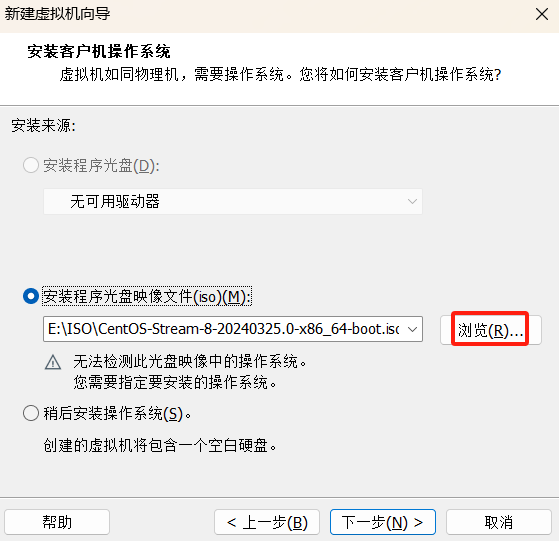 新建虚拟机向导
安装客户机操作系统
虚拟机如同物理机，需要操作系统。您将如何安装客户机操作系统?
安装来源:
安装程序光盘(D):
无可用驱动器
安装程序光盘映像文件(iso)(M):
E:\ISO\CentOS-Stream-8-20240325.0-x86_64-boot.iso
浏览(R)...
无法检测此光盘映像中的操作系统。
您需要指定要安装的操作系统。
稍后安装操作系统(S)。
创建的虚拟机将包含一个空白硬盘。
帮助
< 上一步(B)
下一步(N) >
取消